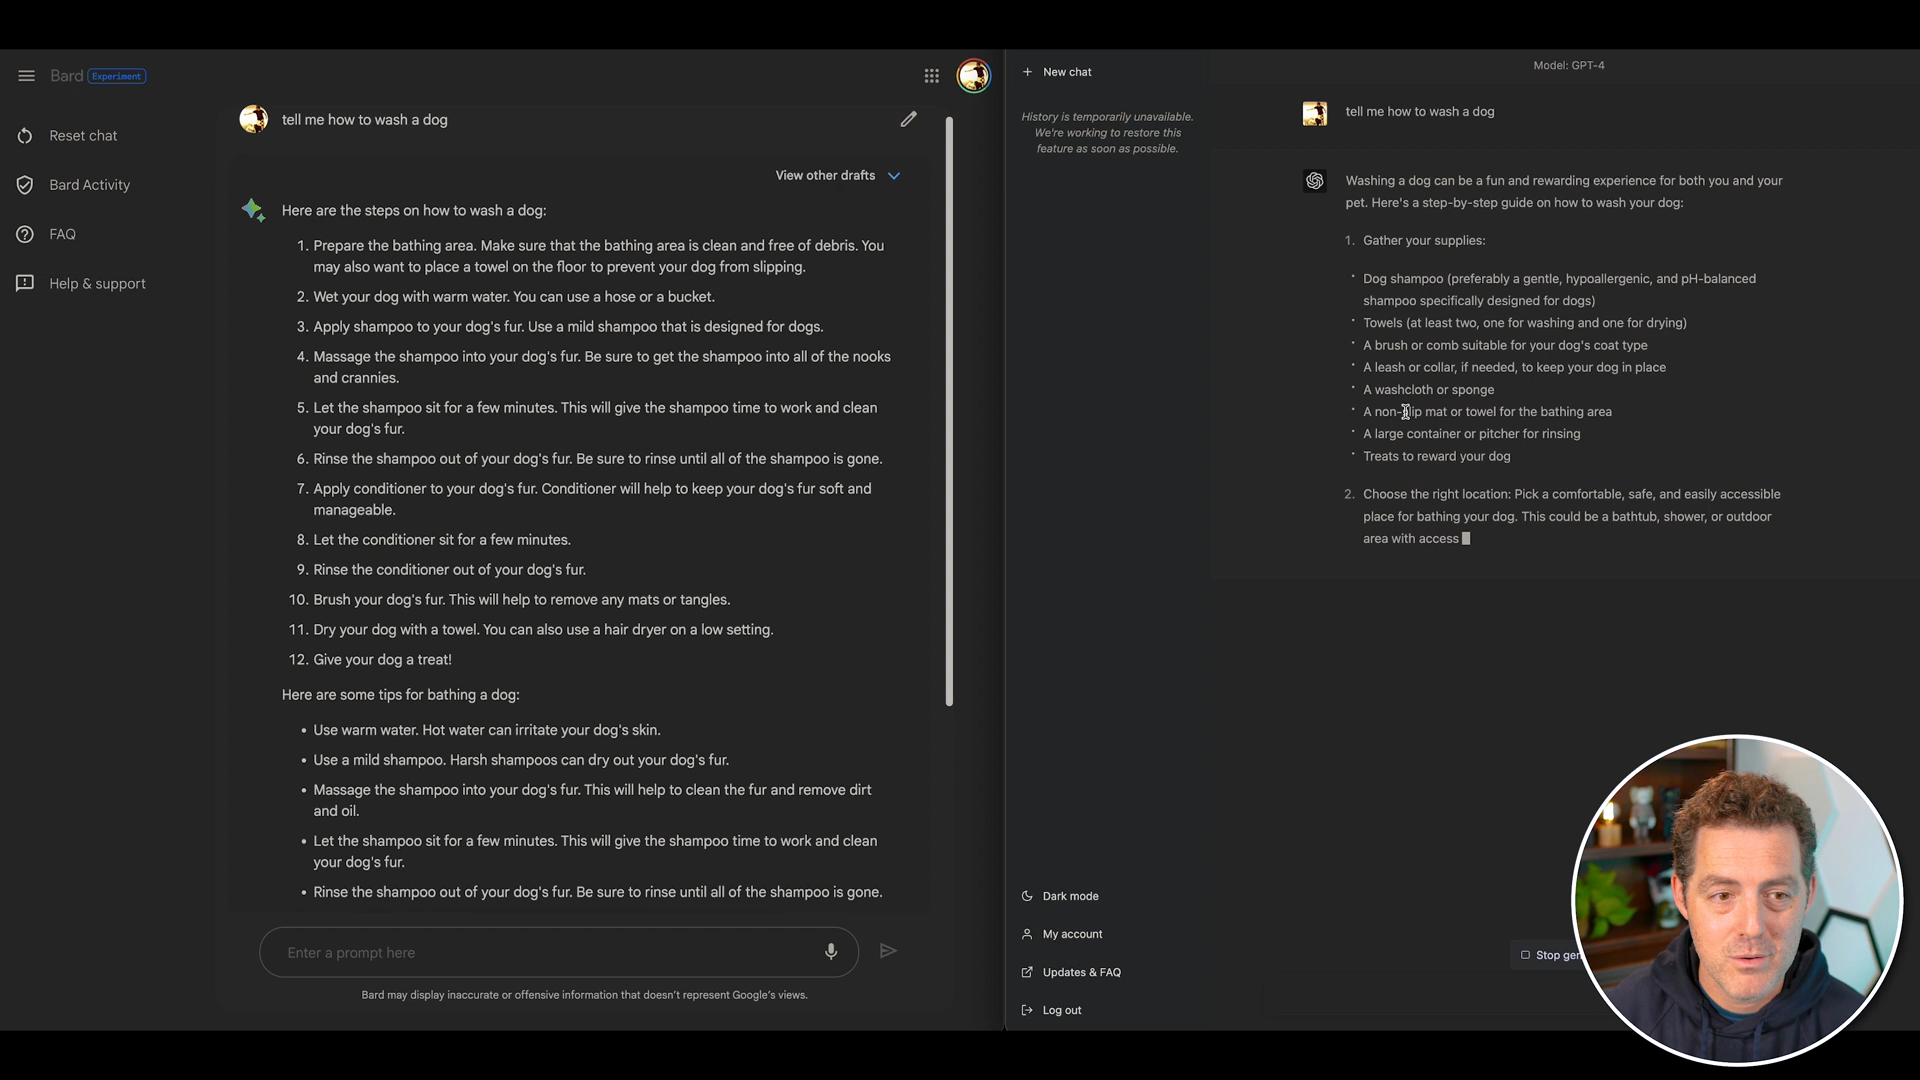 Bard Experiment
Reset chat
Bard Activity
FAQ
Help & support
tell me how to wash a dog
View other drafts
Here are the steps on how to wash a dog:
1. Prepare the bathing area. Make sure that the bathing area is clean and free of debris. You
may also want to place a towel on the floor to prevent your dog from slipping.
2. Wet your dog with warm water. You can use a hose or a bucket.
3. Apply shampoo to your dog's fur. Use a mild shampoo that is designed for dogs.
4. Massage the shampoo into your dog's fur. Be sure to get the shampoo into all of the nooks
and crannies.
5. Let the shampoo sit for a few minutes. This will give the shampoo time to work and clean
your dog's fur.
6. Rinse the shampoo out of your dog's fur. Be sure to rinse until all of the shampoo is gone.
7. Apply conditioner to your dog's fur. Conditioner will help to keep your dog's fur soft and
manageable.
8. Let the conditioner sit for a few minutes.
9. Rinse the conditioner out of your dog's fur.
10. Brush your dog's fur. This will help to remove any mats or tangles.
11. Dry your dog with a towel. You can also use a hair dryer on a low setting.
12. Give your dog a treat!
Here are some tips for bathing a dog:
• Use warm water. Hot water can irritate your dog's skin.
• Use a mild shampoo. Harsh shampoos can dry out your dog's fur.
• Massage the shampoo into your dog's fur. This will help to clean the fur and remove dirt
and oil.
• Let the shampoo sit for a few minutes. This will give the shampoo time to work and clean
your dog's fur.
• Rinse the shampoo out of your dog's fur. Be sure to rinse until all of the shampoo is gone.
Enter a prompt here
Bard may display inaccurate or offensive information that doesn't represent Google's views.
+ New chat
History is temporarily unavailable.
We're working to restore this
feature as soon as possible.
Dark mode
My account
Updates & FAQ
Log out
Model: GPT-4
tell me how to wash a dog
Washing a dog can be a fun and rewarding experience for both you and your
pet. Here's a step-by-step guide on how to wash your dog:
1. Gather your supplies:
• Dog shampoo (preferably a gentle, hypoallergenic, and pH-balanced
shampoo specifically designed for dogs)
• Towels (at least two, one for washing and one for drying)
• A brush or comb suitable for your dog's coat type
• A leash or collar, if needed, to keep your dog in place
• A washcloth or sponge
• A non-slip mat or towel for the bathing area
• A large container or pitcher for rinsing
• Treats to reward your dog
2. Choose the right location: Pick a comfortable, safe, and easily accessible
place for bathing your dog. This could be a bathtub, shower, or outdoor
area with access
Stop gen